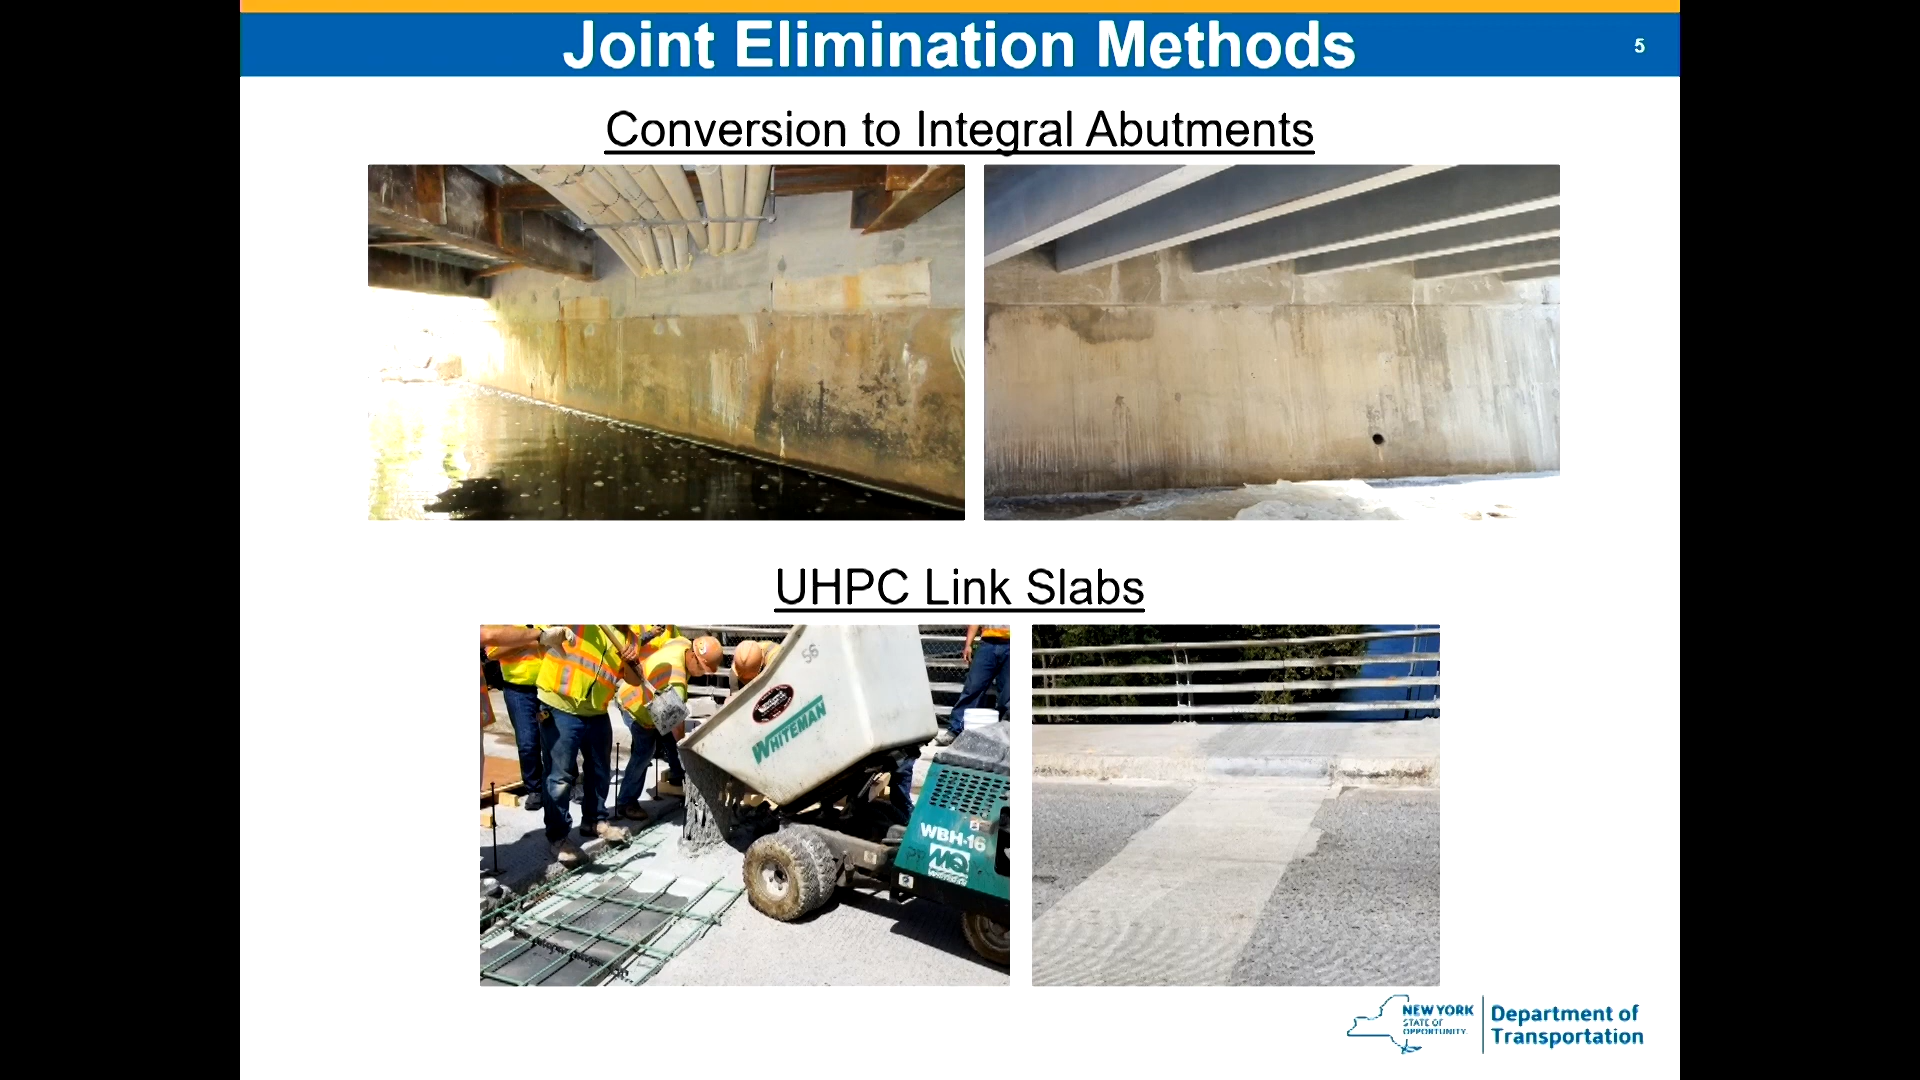 Joint Elimination Methods
5
Conversion to Integral Abutments
UHPC Link Slabs
56
WHITEMAN
WBH-16
MQ
NEW YORK
STATE OF
OPPORTUNITY.
Department of
Transportation